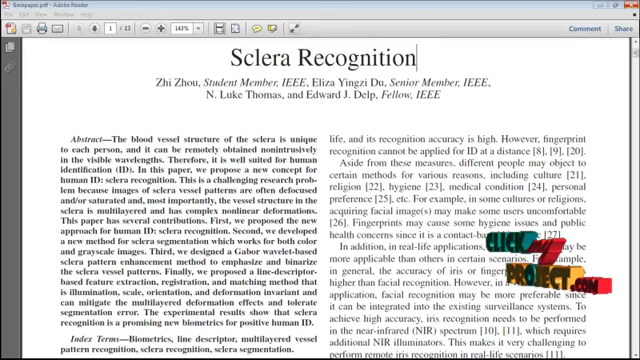 Basepaper.pdf - Adobe Reader
File Edit View Window Help
1 / 13
143%
Comment
Share
Sclera Recognition
Zhi Zhou, Student Member, IEEE, Eliza Yingzi Du, Senior Member, IEEE,
N. Luke Thomas, and Edward J. Delp, Fellow, IEEE
Abstract—The blood vessel structure of the sclera is unique
to each person, and it can be remotely obtained nonintrusively
in the visible wavelengths. Therefore, it is well suited for human
identification (ID). In this paper, we propose a new concept for human ID: sclera recognition. This is a
challenging research prob-
lem because images of sclera vessel patterns are often defocused
and/or saturated and, most importantly, the vessel structure in
the sclera is multilayered and has complex nonlinear deformations.
This paper has several contributions. First, we proposed the
new approach for human ID: sclera recognition. Second, we de-
veloped a new method for sclera segmentation which works for both color
and grayscale images. Third, we designed a Gabor wavelet-based
sclera pattern enhancement method to emphasize and binarize
the sclera vessel patterns. Finally, we proposed a line-descriptor-
based feature extraction, registration, and matching method that
is illumination, scale, orientation, and deformation invariant and
can mitigate the multilayered deformation effects and tolerate
segmentation error. The experimental results show that sclera
recognition is a promising new biometrics for positive human ID.
Index Terms—Biometrics, line descriptor, multilayered vessel
pattern recognition, sclera recognition, sclera segmentation.
life, and its recognition accuracy is high. However, fingerprint
recognition cannot be applied for ID at a distance [8], [9], [20].
Aside from these measures, different people may object to
certain methods for various reasons, including culture [21],
religion [22], hygiene [23], medical condition [24], personal
preference [25], etc. For example, in some cultures or religions,
acquiring facial image(s) may make some users uncomfortable
[26]. Fingerprints may cause some hygiene issues and public
health concerns since it is a contact-based
[27]
In addition, in real-life applications,
may be
more applicable than others in certain scenarios.
example,
in general, the accuracy of iris or finger
higher than facial recognition. However, in
application, facial recognition may be more preferable since
it can be integrated into the existing surveillance systems. To
achieve high accuracy, iris recognition needs to be performed
in the near-infrared (NIR) spectrum [10], [11], which requires
additional NIR illuminators. This makes it very challenging to
perform remote iris recognition in real-life scenarios [11].
CLICK MY
PROJECT.COM